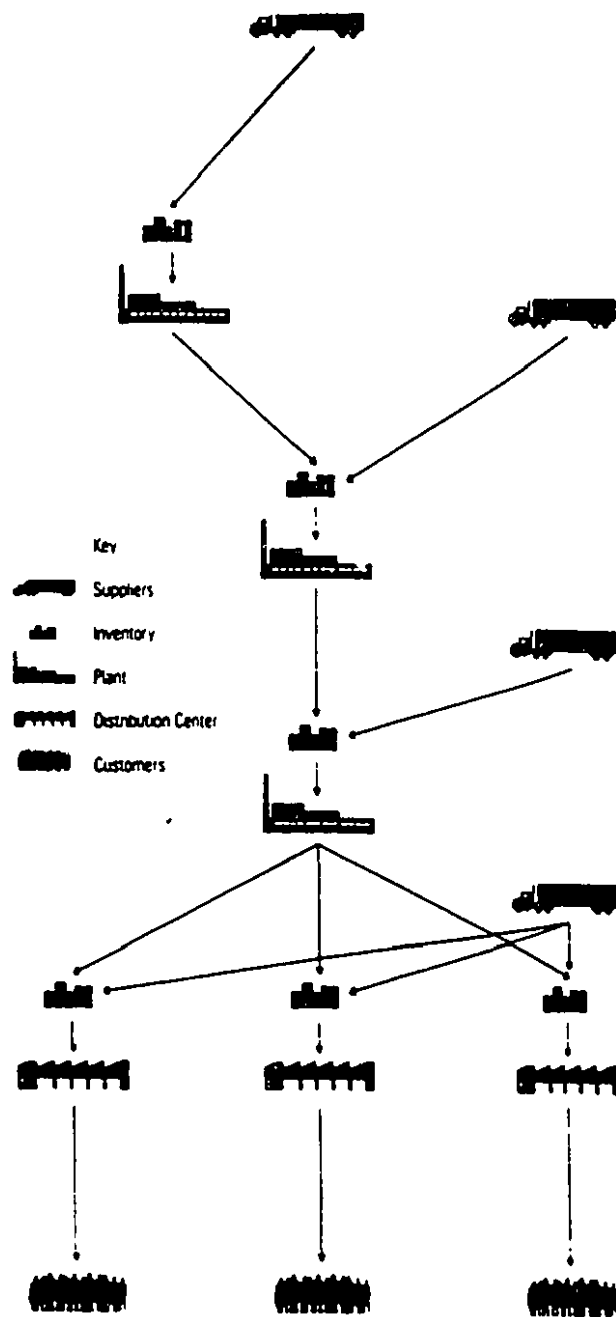 Key
Suppliers
Inventory
Plant
Distribution Center
Customers